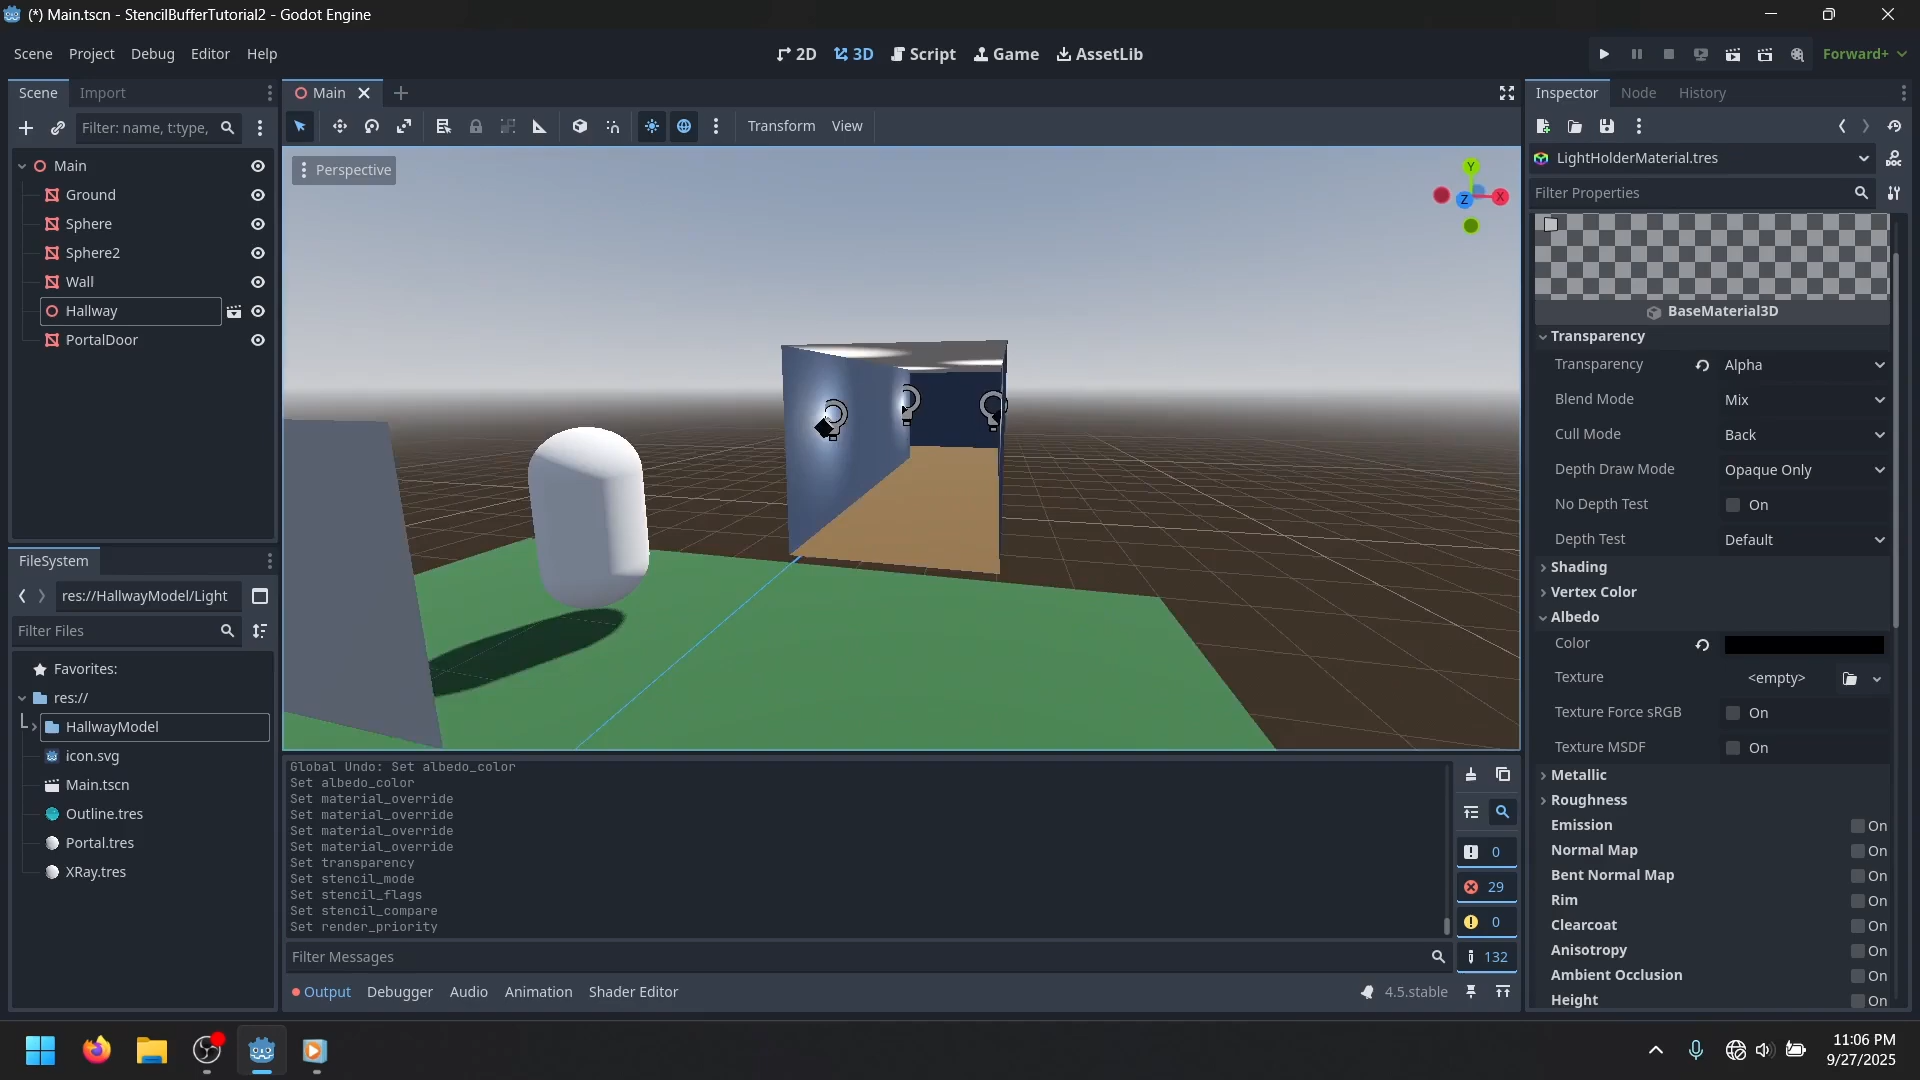 (*) Main.tscn - StencilBufferTutorial2 - Godot Engine
Scene Project Debug Editor Help
2D 3D Script Game AssetLib
Forward+
Scene Import
Filter: name, t:type,
Main
Ground
Sphere
Sphere2
Wall
Hallway
PortalDoor
FileSystem
res://HallwayModel/Light
Filter Files
Favorites:
res://
HallwayModel
icon.svg
Main.tscn
Outline.tres
Portal.tres
XRay.tres
Main
Transform View
Perspective
Y
X
Z
Global Undo: Set albedo_color
Set albedo_color
Set material_override
Set material_override
Set material_override
Set material_override
Set transparency
Set stencil_mode
Set stencil_flags
Set stencil_compare
Set render_priority
0
29
0
132
Filter Messages
Output Debugger Audio Animation Shader Editor
4.5.stable
Inspector Node History
LightHolderMaterial.tres
DOC
Filter Properties
BaseMaterial3D
Transparency
Transparency Alpha
Blend Mode Mix
Cull Mode Back
Depth Draw Mode Opaque Only
No Depth Test On
Depth Test Default
Shading
Vertex Color
Albedo
Color
Texture <empty>
Texture Force sRGB On
Texture MSDF On
Metallic
Roughness
Emission On
Normal Map On
Bent Normal Map On
Rim On
Clearcoat On
Anisotropy On
Ambient Occlusion On
Height On
11:06 PM
9/27/2025